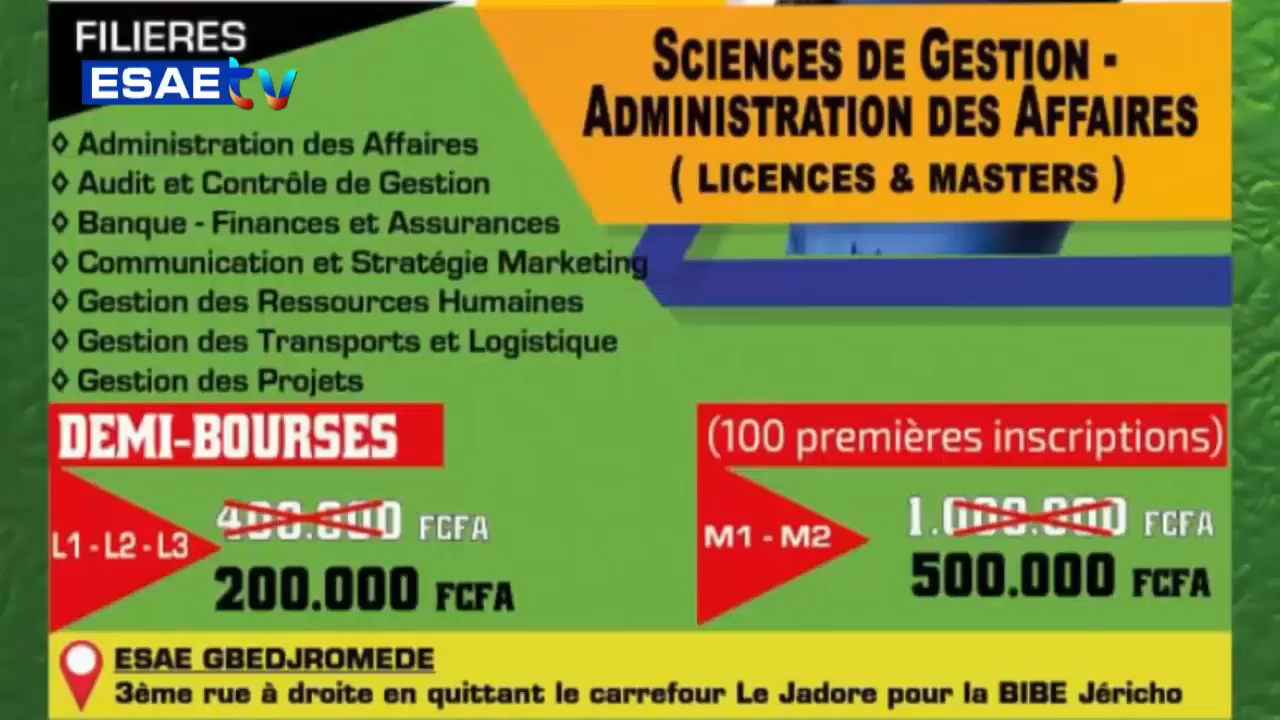 FILIERES
ESAEtv
SCIENCES DE GESTION -
ADMINISTRATION DES AFFAIRES
( LICENCES & MASTERS )
◊ Administration des Affaires
◊ Audit et Contrôle de Gestion
◊ Banque - Finances et Assurances
◊ Communication et Stratégie Marketing
◊ Gestion des Ressources Humaines
◊ Gestion des Transports et Logistique
◊ Gestion des Projets
DEMI-BOURSES
(100 premières inscriptions)
L1 - L2 - L3
400.000 FCFA
200.000 FCFA
M1 - M2
1.000.000 FCFA
500.000 FCFA
ESAE GBEDJROMEDE
3ème rue à droite en quittant le carrefour Le Jadore pour la BIBE Jéricho